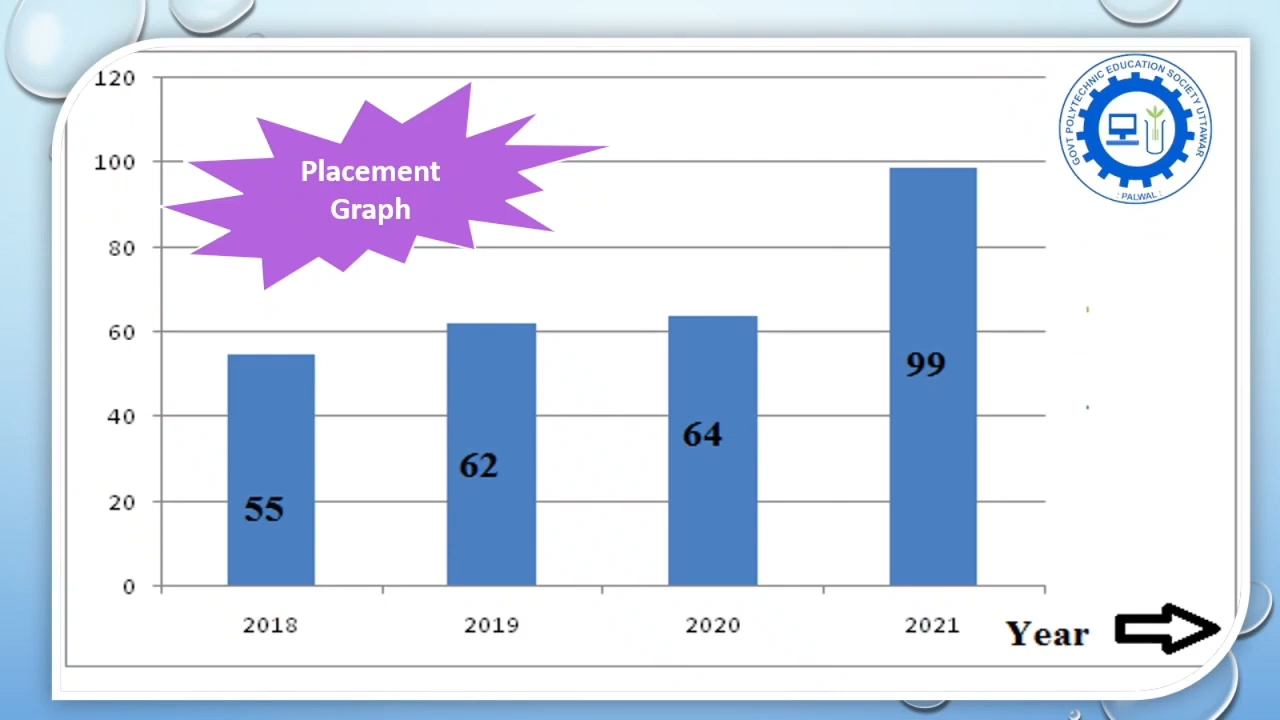 120
Placement
Graph
100
80
60
40
20
0
55
62
64
99
2018 2019 2020 2021
Year
GOVT POLYTECHNIC EDUCATION SOCIETY UTTAWAR
: PALWAL :